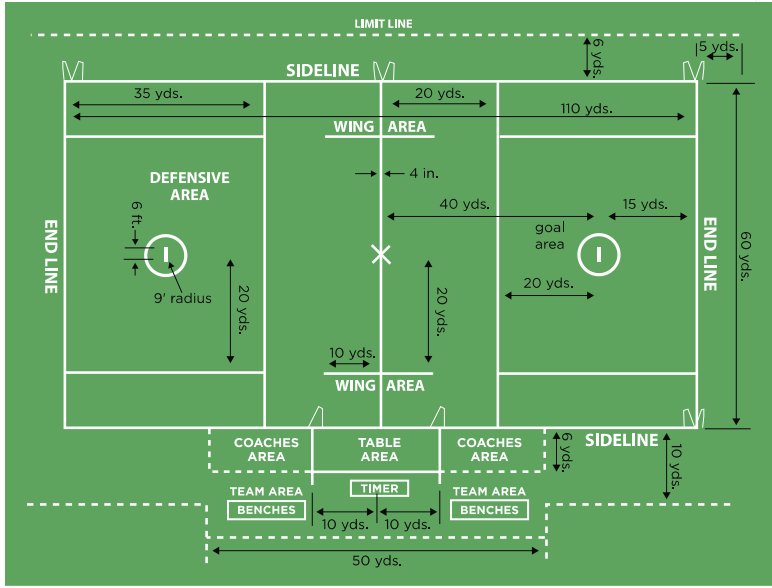 LIMIT LINE
6 yds.
5 yds.
SIDELINE
35 yds.
20 yds.
110 yds.
WING AREA
4 in.
DEFENSIVE
AREA
6 ft.
40 yds.
15 yds.
goal
area
END LINE
END LINE
60 yds.
9' radius
20 yds.
20 yds.
20 yds.
10 yds.
WING AREA
COACHES
AREA
TABLE
AREA
COACHES
AREA
6 yds.
SIDELINE
10 yds.
TEAM AREA
BENCHES
TIMER
TEAM AREA
BENCHES
10 yds.
10 yds.
50 yds.